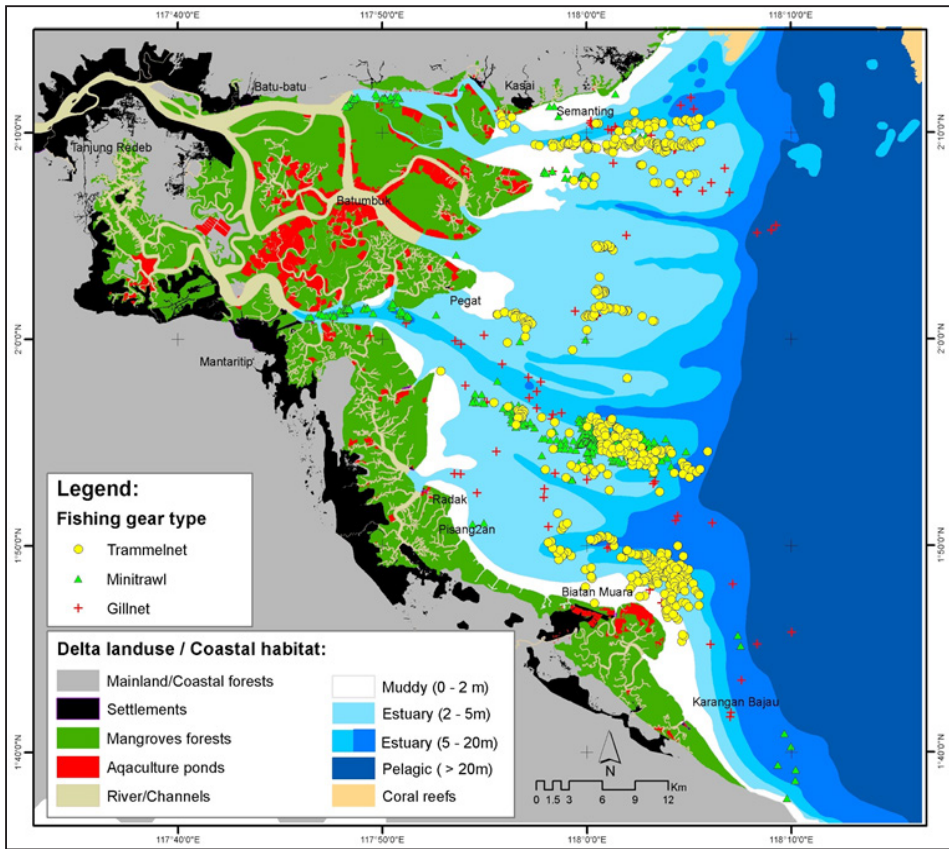 117°40'0"E 117°50'0"E 118°0'0"E 118°10'0"E
Batu-batu
Kasai
Semanting
2°10'0"N 2°10'0"N
Tanjung Redeb
Batumbuk
Pegat
2°0'0"N 2°0'0"N
Mantaritip
Legend:
Fishing gear type
Trammelnet
Minitrawl
Gillnet
Radak
Pisang2an
1°50'0"N 1°50'0"N
Biatan Muara
Karangan Bajau
Delta landuse / Coastal habitat:
Mainland/Coastal forests
Settlements
Mangroves forests
Aqaculture ponds
River/Channels
Muddy (0 - 2 m)
Estuary (2 - 5m)
Estuary (5 - 20m)
Pelagic ( > 20m)
Coral reefs
N
Km
0 1.5 3 6 9 12
1°40'0"N 1°40'0"N
117°40'0"E 117°50'0"E 118°0'0"E 118°10'0"E